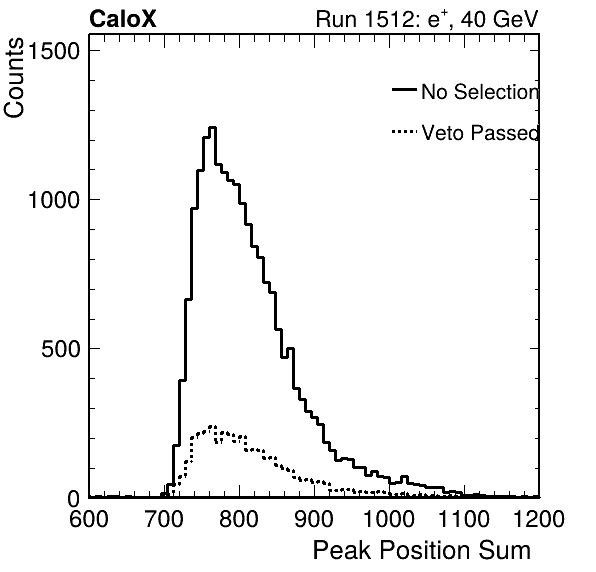 CaloX Run 1512: e⁺, 40 GeV
Counts
1500
1000
500
0
No Selection
Veto Passed
600 700 800 900 1000 1100 1200
Peak Position Sum